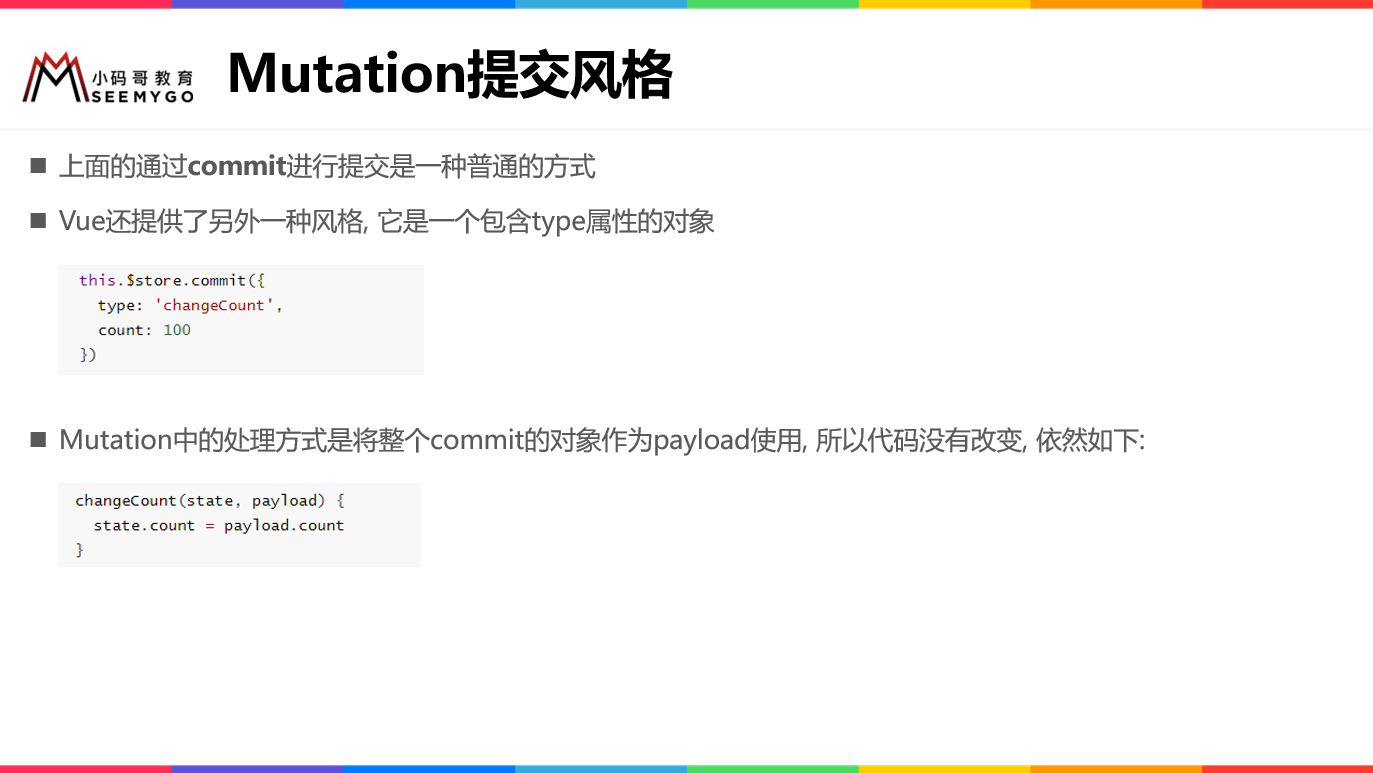 小码哥教育
SEEMYGO
Mutation提交风格
上面的通过commit进行提交是一种普通的方式
Vue还提供了另外一种风格, 它是一个包含type属性的对象
this.$store.commit({
  type: 'changeCount',
  count: 100
})
Mutation中的处理方式是将整个commit的对象作为payload使用, 所以代码没有改变, 依然如下:
changeCount(state, payload) {
  state.count = payload.count
}